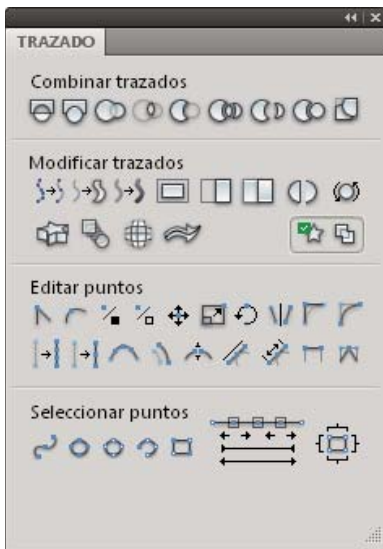 TRAZADO
Combinar trazados
Modificar trazados
Editar puntos
Seleccionar puntos